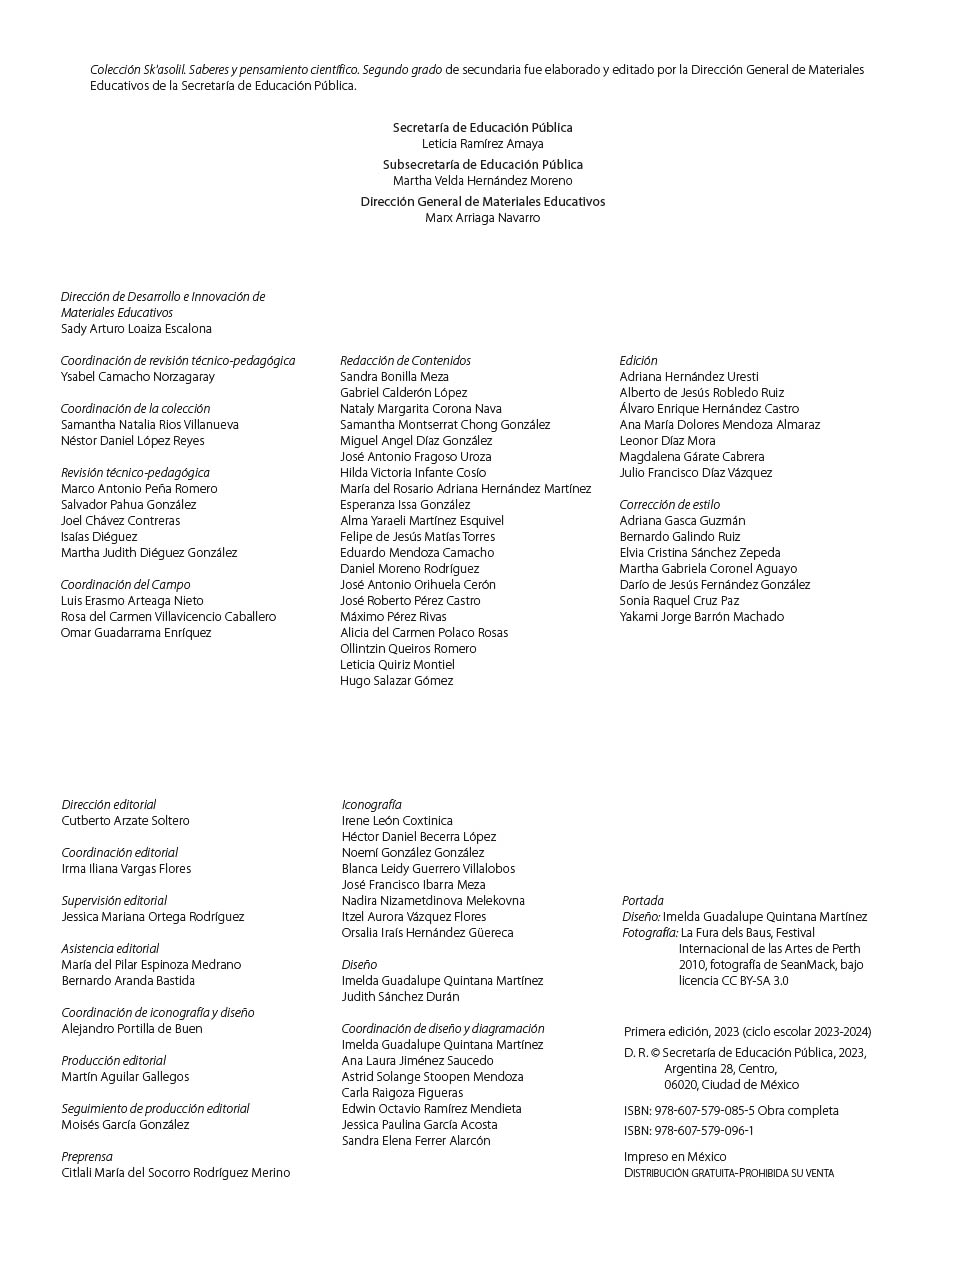 Colección Sk'asolil. Saberes y pensamiento científico. Segundo grado de secundaria fue elaborado y editado por la Dirección General de Materiales
Educativos de la Secretaría de Educación Pública.
Secretaría de Educación Pública
Leticia Ramírez Amaya
Subsecretaría de Educación Pública
Martha Velda Hernández Moreno
Dirección General de Materiales Educativos
Marx Arriaga Navarro
Dirección de Desarrollo e Innovación de
Materiales Educativos
Sady Arturo Loaiza Escalona
Coordinación de revisión técnico-pedagógica
Ysabel Camacho Norzagaray
Coordinación de la colección
Samantha Natalia Rios Villanueva
Néstor Daniel López Reyes
Revisión técnico-pedagógica
Marco Antonio Peña Romero
Salvador Pahua González
Joel Chávez Contreras
Isaías Diéguez
Martha Judith Diéguez González
Coordinación del Campo
Luis Erasmo Arteaga Nieto
Rosa del Carmen Villavicencio Caballero
Omar Guadarrama Enríquez
Redacción de Contenidos
Sandra Bonilla Meza
Gabriel Calderón López
Nataly Margarita Corona Nava
Samantha Montserrat Chong González
Miguel Angel Díaz González
José Antonio Fragoso Uroza
Hilda Victoria Infante Cosío
María del Rosario Adriana Hernández Martínez
Esperanza Issa González
Alma Yaraeli Martínez Esquivel
Felipe de Jesús Matías Torres
Eduardo Mendoza Camacho
Daniel Moreno Rodríguez
José Antonio Orihuela Cerón
José Roberto Pérez Castro
Máximo Pérez Rivas
Alicia del Carmen Polaco Rosas
Ollintzin Queiros Romero
Leticia Quiriz Montiel
Hugo Salazar Gómez
Edición
Adriana Hernández Uresti
Alberto de Jesús Robledo Ruiz
Álvaro Enrique Hernández Castro
Ana María Dolores Mendoza Almaraz
Leonor Díaz Mora
Magdalena Gárate Cabrera
Julio Francisco Díaz Vázquez
Corrección de estilo
Adriana Gasca Guzmán
Bernardo Galindo Ruiz
Elvia Cristina Sánchez Zepeda
Martha Gabriela Coronel Aguayo
Darío de Jesús Fernández González
Sonia Raquel Cruz Paz
Yakami Jorge Barrón Machado
Dirección editorial
Cutberto Arzate Soltero
Coordinación editorial
Irma Iliana Vargas Flores
Supervisión editorial
Jessica Mariana Ortega Rodríguez
Asistencia editorial
María del Pilar Espinoza Medrano
Bernardo Aranda Bastida
Coordinación de iconografía y diseño
Alejandro Portilla de Buen
Producción editorial
Martín Aguilar Gallegos
Seguimiento de producción editorial
Moisés García González
Preprensa
Citlali María del Socorro Rodríguez Merino
Iconografía
Irene León Coxtinica
Héctor Daniel Becerra López
Noemí González González
Blanca Leidy Guerrero Villalobos
José Francisco Ibarra Meza
Nadira Nizametdinova Melekovna
Itzel Aurora Vázquez Flores
Orsalia Iraís Hernández Güereca
Diseño
Imelda Guadalupe Quintana Martínez
Judith Sánchez Durán
Coordinación de diseño y diagramación
Imelda Guadalupe Quintana Martínez
Ana Laura Jiménez Saucedo
Astrid Solange Stoopen Mendoza
Carla Raigoza Figueras
Edwin Octavio Ramírez Mendieta
Jessica Paulina García Acosta
Sandra Elena Ferrer Alarcón
Portada
Diseño: Imelda Guadalupe Quintana Martínez
Fotografía: La Fura dels Baus, Festival
Internacional de las Artes de Perth
2010, fotografía de SeanMack, bajo
licencia CC BY-SA 3.0
Primera edición, 2023 (ciclo escolar 2023-2024)
D. R. © Secretaría de Educación Pública, 2023,
Argentina 28, Centro,
06020, Ciudad de México
ISBN: 978-607-579-085-5 Obra completa
ISBN: 978-607-579-096-1
Impreso en México
DISTRIBUCIÓN GRATUITA-PROHIBIDA SU VENTA